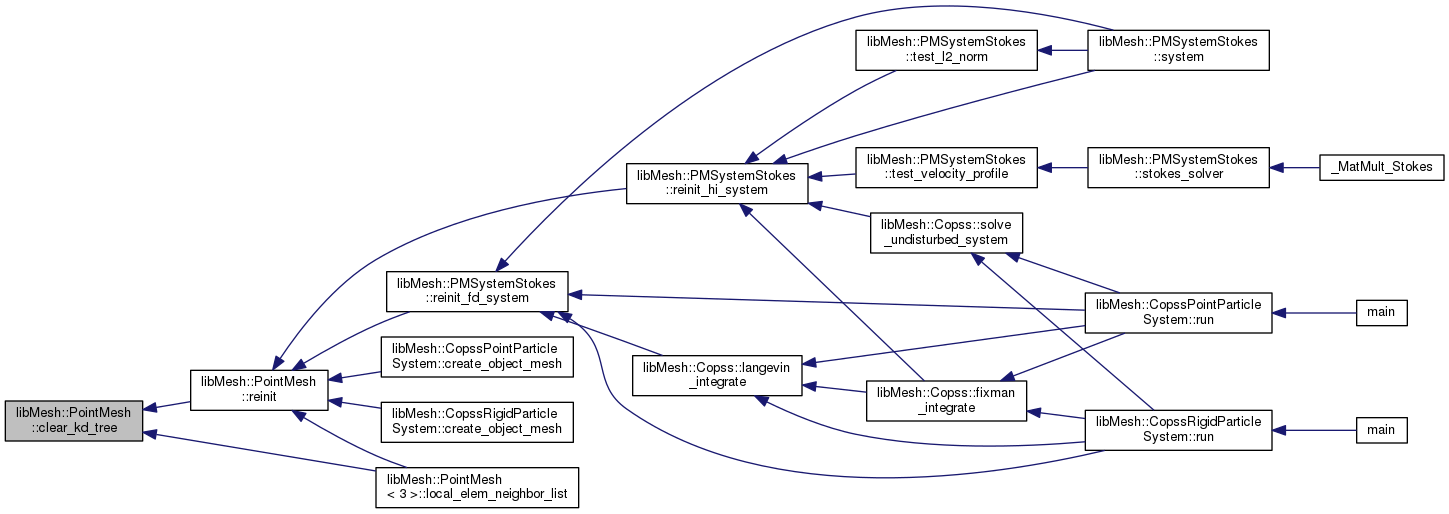 libMesh::PointMesh
::clear_kd_tree
libMesh::PointMesh
::reinit
libMesh::PMSystemStokes
::reinit_fd_system
libMesh::CopssPointParticle
System::create_object_mesh
libMesh::CopssRigidParticle
System::create_object_mesh
libMesh::PointMesh
< 3 >::local_elem_neighbor_list
libMesh::PMSystemStokes
::reinit_hi_system
libMesh::Copss::langevin
_integrate
libMesh::PMSystemStokes
::test_l2_norm
libMesh::PMSystemStokes
::test_velocity_profile
libMesh::Copss::solve
_undisturbed_system
libMesh::Copss::fixman
_integrate
libMesh::PMSystemStokes
::system
libMesh::PMSystemStokes
::stokes_solver
libMesh::CopssPointParticle
System::run
libMesh::CopssRigidParticle
System::run
_MatMult_Stokes
main
main